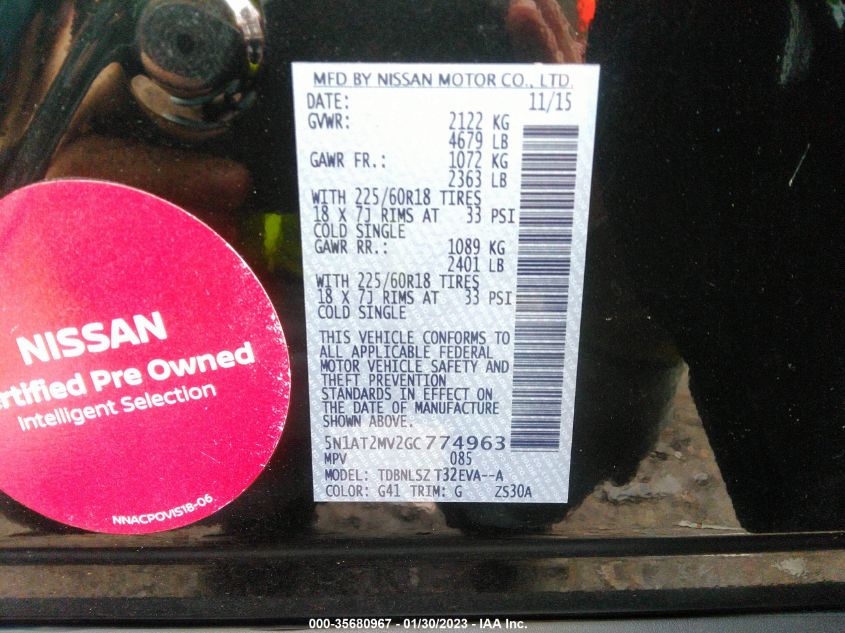 MFD BY NISSAN MOTOR CO., LTD.
DATE: 11/15
GVWR: 2122 KG
4679 LB
GAWR FR.: 1072 KG
2363 LB
WITH 225/60R18 TIRES
18 X 7J RIMS AT 33 PSI
COLD SINGLE
GAWR RR.: 1089 KG
2401 LB
WITH 225/60R18 TIRES
18 X 7J RIMS AT 33 PSI
COLD SINGLE
THIS VEHICLE CONFORMS TO
ALL APPLICABLE FEDERAL
MOTOR VEHICLE SAFETY AND
THEFT PREVENTION
STANDARDS IN EFFECT ON
THE DATE OF MANUFACTURE
SHOWN ABOVE.
5N1AT2MV2GC774963
MPV 085
MODEL: TDBNLSZ T32EVA--A
COLOR: G41 TRIM: G ZS30A
NISSAN
rtified Pre Owned
Intelligent Selection
NNACPOVIS18-06
000-35680967 - 01/30/2023 - IAA Inc.